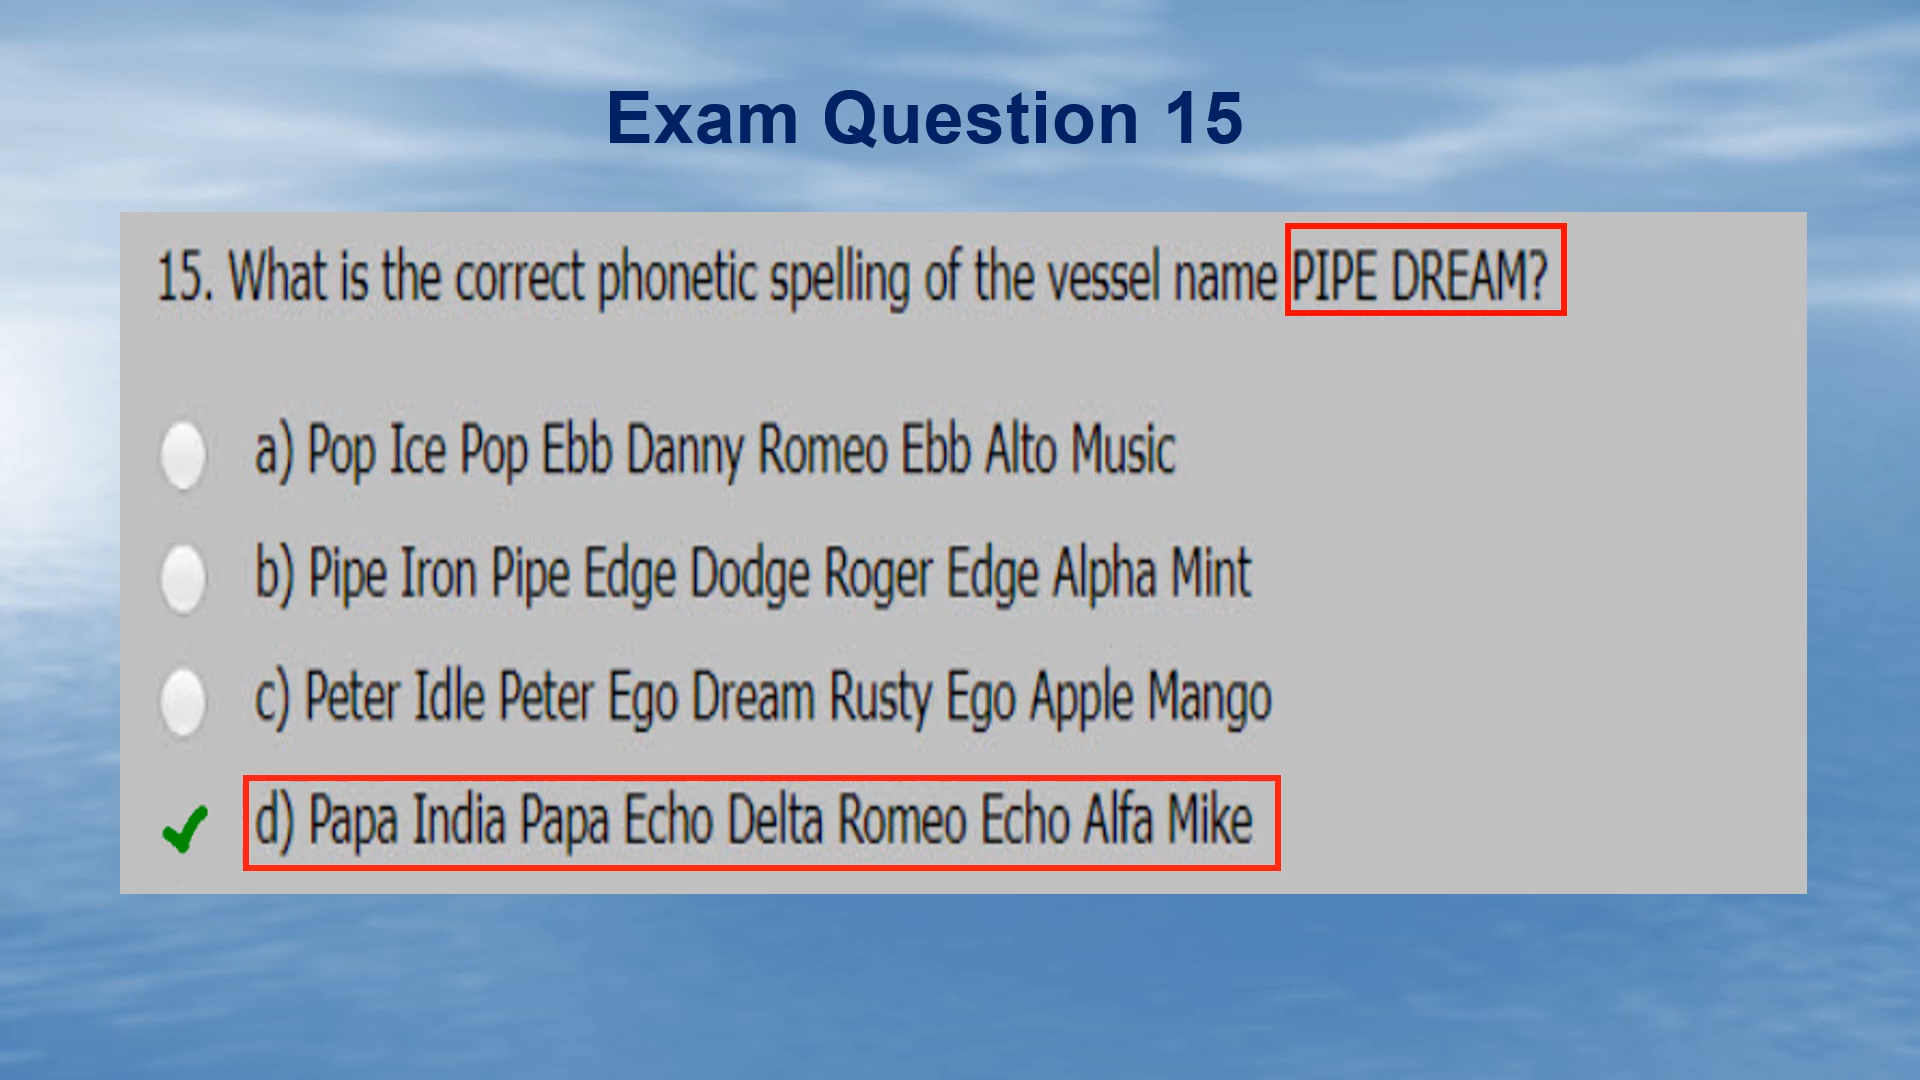 Exam Question 15
15. What is the correct phonetic spelling of the vessel name PIPE DREAM?
a) Pop Ice Pop Ebb Danny Romeo Ebb Alto Music
b) Pipe Iron Pipe Edge Dodge Roger Edge Alpha Mint
c) Peter Idle Peter Ego Dream Rusty Ego Apple Mango
d) Papa India Papa Echo Delta Romeo Echo Alfa Mike